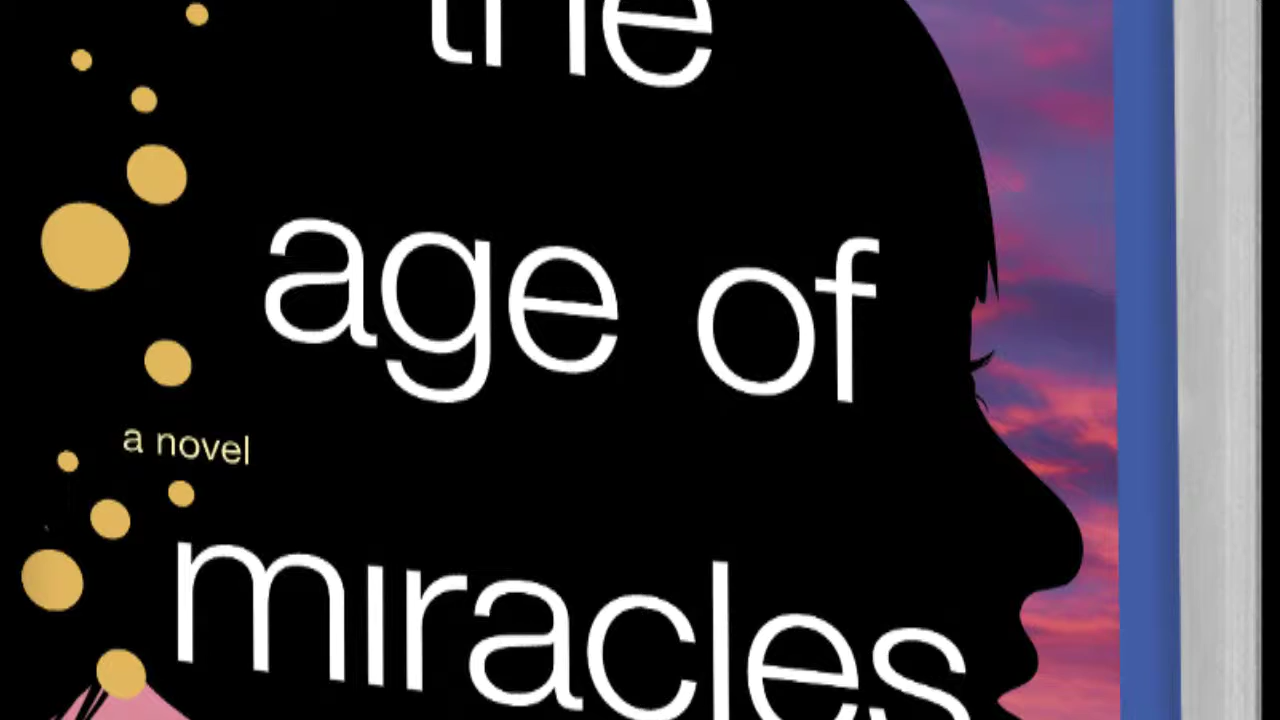 the
age of
a novel
miracles